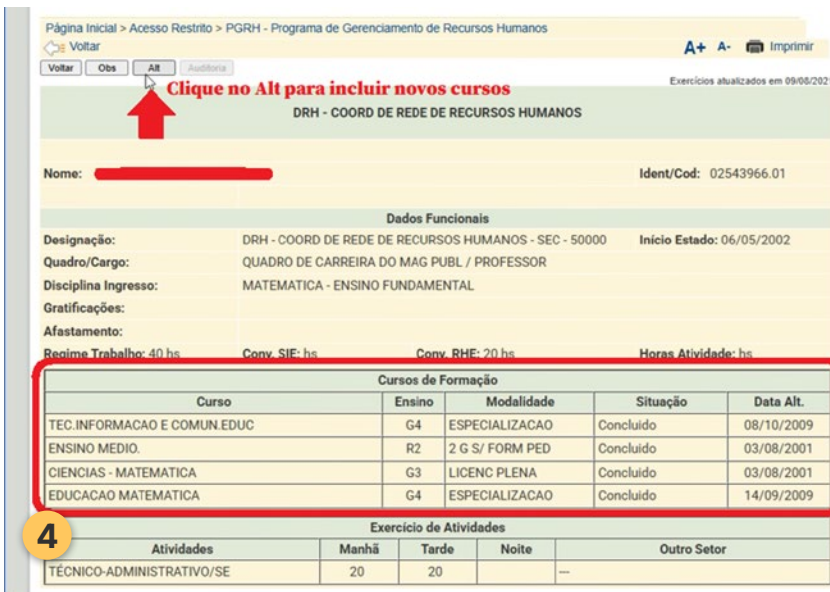 Página Inicial > Acesso Restrito > PGRH - Programa de Gerenciamento de Recursos Humanos
Voltar
A+ A- Imprimir
Voltar Obs Alt Auditoria
Exercícios atualizados em 09/08/202
Clique no Alt para incluir novos cursos
DRH - COORD DE REDE DE RECURSOS HUMANOS
Nome: Ident/Cod: 02543966.01
Dados Funcionais
Designação: DRH - COORD DE REDE DE RECURSOS HUMANOS - SEC - 50000 Início Estado: 06/05/2002
Quadro/Cargo: QUADRO DE CARREIRA DO MAG PUBL / PROFESSOR
Disciplina Ingresso: MATEMATICA - ENSINO FUNDAMENTAL
Gratificações:
Afastamento:
Regime Trabalho: 40 hs Conv. SIE: hs Conv. RHE: 20 hs Horas Atividade: hs
Cursos de Formação
Curso Ensino Modalidade Situação Data Alt.
TEC.INFORMACAO E COMUN.EDUC G4 ESPECIALIZACAO Concluido 08/10/2009
ENSINO MEDIO. R2 2 G S/ FORM PED Concluido 03/08/2001
CIENCIAS - MATEMATICA G3 LICENC PLENA Concluido 03/08/2001
EDUCACAO MATEMATICA G4 ESPECIALIZACAO Concluido 14/09/2009
4
Exercício de Atividades
Atividades Manhã Tarde Noite Outro Setor
TÉCNICO-ADMINISTRATIVO/SE 20 20 ---